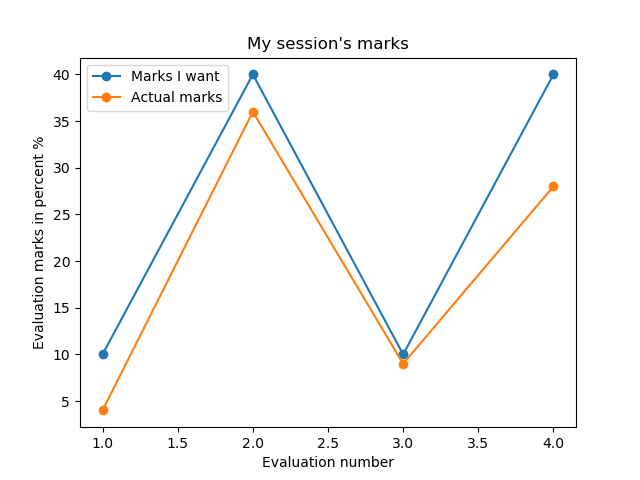 My session's marks
Marks I want
Actual marks
Evaluation marks in percent %
40
35
30
25
20
15
10
5
1.0 1.5 2.0 2.5 3.0 3.5 4.0
Evaluation number